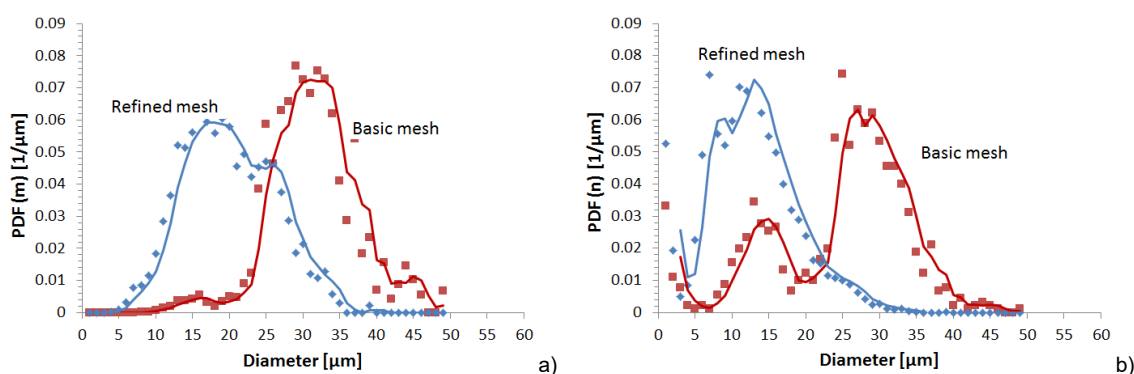 0.09
0.08
0.07
0.06
0.05
0.04
0.03
0.02
0.01
0
PDF (m) [1/µm]
Refined mesh
Basic mesh
0 5 10 15 20 25 30 35 40 45 50 60
Diameter [µm]
a)
0.09
0.08
0.07
0.06
0.05
0.04
0.03
0.02
0.01
0
PDF (n) [1/µm]
Refined mesh
Basic mesh
0 5 10 15 20 25 30 35 40 45 50 60
Diameter [µm]
b)